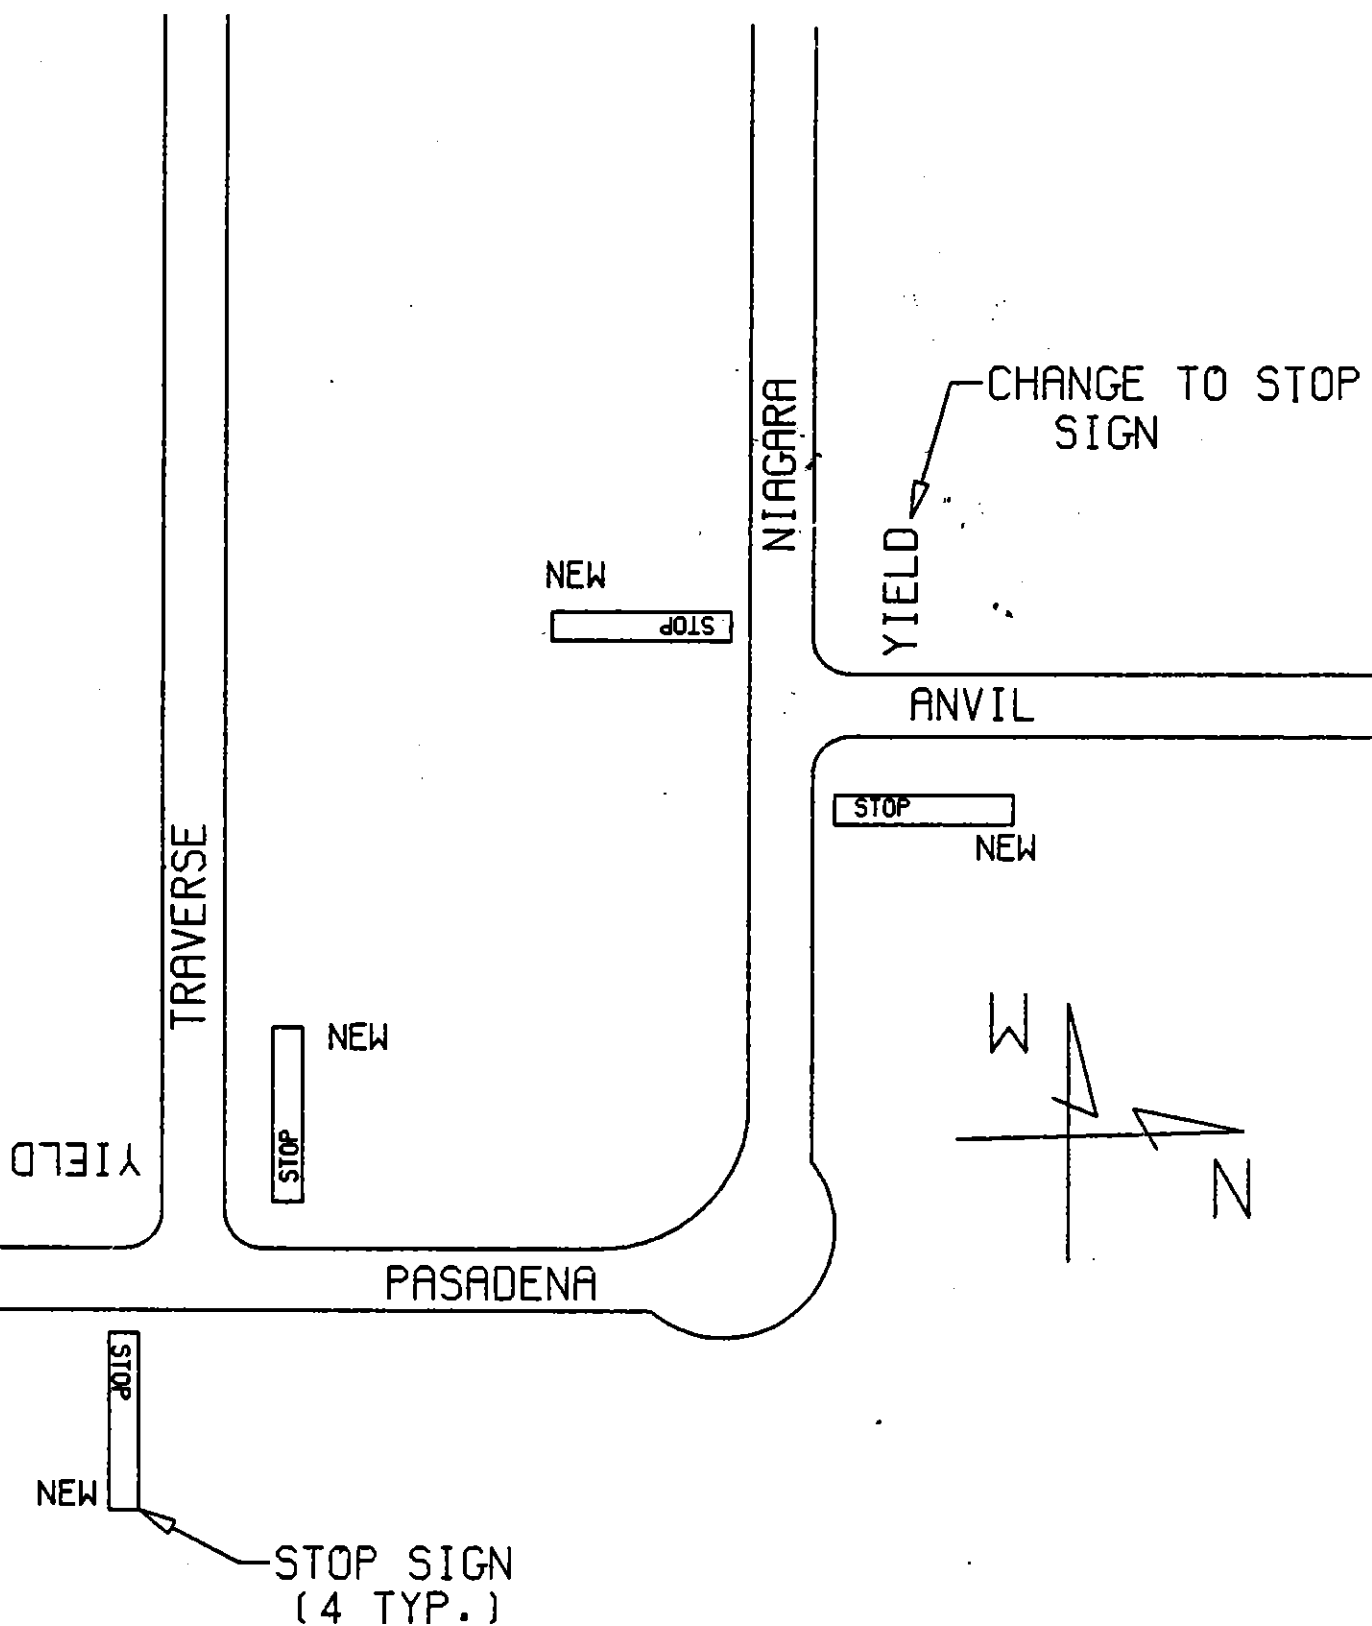 CHANGE TO STOP
SIGN
NIAGARA
YIELD
NEW
STOP
ANVIL
STOP
NEW
TRAVERSE
W
N
NEW
STOP
YIELD
PASADENA
STOP
NEW
STOP SIGN
(4 TYP.)